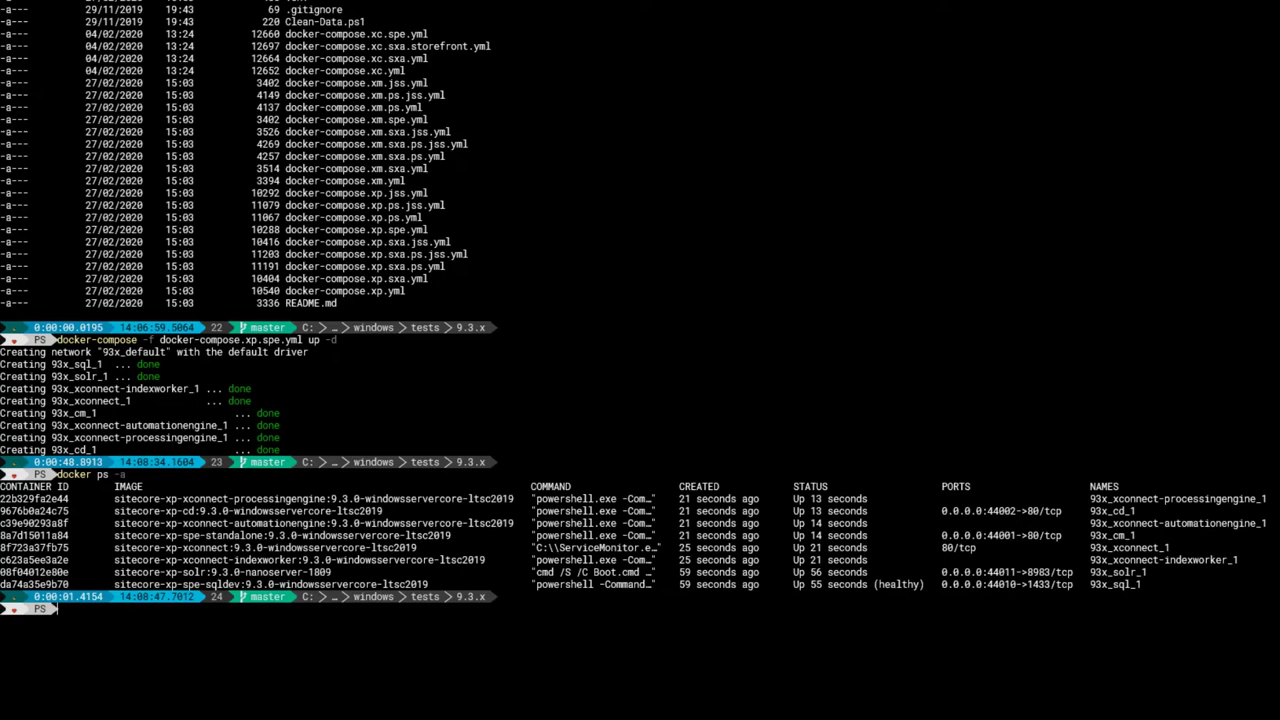 -a--- 29/11/2019 19:43 69 .gitignore
-a--- 29/11/2019 19:43 220 Clean-Data.ps1
-a--- 04/02/2020 13:24 12660 docker-compose.xc.spe.yml
-a--- 04/02/2020 13:24 12697 docker-compose.xc.sxa.storefront.yml
-a--- 04/02/2020 13:24 12664 docker-compose.xc.sxa.yml
-a--- 04/02/2020 13:24 12652 docker-compose.xc.yml
-a--- 27/02/2020 15:03 3402 docker-compose.xm.jss.yml
-a--- 27/02/2020 15:03 4149 docker-compose.xm.ps.jss.yml
-a--- 27/02/2020 15:03 4137 docker-compose.xm.ps.yml
-a--- 27/02/2020 15:03 3402 docker-compose.xm.spe.yml
-a--- 27/02/2020 15:03 3526 docker-compose.xm.sxa.jss.yml
-a--- 27/02/2020 15:03 4269 docker-compose.xm.sxa.ps.jss.yml
-a--- 27/02/2020 15:03 4257 docker-compose.xm.sxa.ps.yml
-a--- 27/02/2020 15:03 3514 docker-compose.xm.sxa.yml
-a--- 27/02/2020 15:03 3394 docker-compose.xm.yml
-a--- 27/02/2020 15:03 10292 docker-compose.xp.jss.yml
-a--- 27/02/2020 15:03 11079 docker-compose.xp.ps.jss.yml
-a--- 27/02/2020 15:03 11067 docker-compose.xp.ps.yml
-a--- 27/02/2020 15:03 10288 docker-compose.xp.spe.yml
-a--- 27/02/2020 15:03 10416 docker-compose.xp.sxa.jss.yml
-a--- 27/02/2020 15:03 11203 docker-compose.xp.sxa.ps.jss.yml
-a--- 27/02/2020 15:03 11191 docker-compose.xp.sxa.ps.yml
-a--- 27/02/2020 15:03 10404 docker-compose.xp.sxa.yml
-a--- 27/02/2020 15:03 10540 docker-compose.xp.yml
-a--- 27/02/2020 15:03 3336 README.md
0:00:00.0195 14:06:59.5064 22 master C: > … > windows > tests > 9.3.x
PS docker-compose -f docker-compose.xp.spe.yml up -d
Creating network "93x_default" with the default driver
Creating 93x_sql_1 ... done
Creating 93x_solr_1 ... done
Creating 93x_xconnect-indexworker_1 ... done
Creating 93x_xconnect_1 ... done
Creating 93x_cm_1 ... done
Creating 93x_xconnect-automationengine_1 ... done
Creating 93x_xconnect-processingengine_1 ... done
Creating 93x_cd_1 ... done
0:00:48.8913 14:08:34.1604 23 master C: > … > windows > tests > 9.3.x
PS docker ps -a
CONTAINER ID IMAGE COMMAND CREATED STATUS PORTS NAMES
22b329fa2e44 sitecore-xp-xconnect-processingengine:9.3.0-windowsservercore-ltsc2019 "powershell.exe -Com…" 21 seconds ago Up 13 seconds 93x_xconnect-processingengine_1
9676b0a24c75 sitecore-xp-cd:9.3.0-windowsservercore-ltsc2019 "powershell.exe -Com…" 21 seconds ago Up 13 seconds 0.0.0.0:44002->80/tcp 93x_cd_1
c39e90293a8f sitecore-xp-xconnect-automationengine:9.3.0-windowsservercore-ltsc2019 "powershell.exe -Com…" 21 seconds ago Up 14 seconds 93x_xconnect-automationengine_1
8a7d15011a84 sitecore-xp-spe-standalone:9.3.0-windowsservercore-ltsc2019 "powershell.exe -Com…" 21 seconds ago Up 14 seconds 0.0.0.0:44001->80/tcp 93x_cm_1
8f723a37fb75 sitecore-xp-xconnect:9.3.0-windowsservercore-ltsc2019 "C:\\ServiceMonitor.e…" 25 seconds ago Up 21 seconds 80/tcp 93x_xconnect_1
c623a5ee3a2e sitecore-xp-xconnect-indexworker:9.3.0-windowsservercore-ltsc2019 "powershell.exe -Com…" 25 seconds ago Up 21 seconds 93x_xconnect-indexworker_1
08f04012e80e sitecore-xp-solr:9.3.0-nanoserver-1809 "cmd /S /C Boot.cmd …" 59 seconds ago Up 56 seconds 0.0.0.0:44011->8983/tcp 93x_solr_1
da74a35e9b70 sitecore-xp-spe-sqldev:9.3.0-windowsservercore-ltsc2019 "powershell -Command…" 59 seconds ago Up 55 seconds (healthy) 0.0.0.0:44010->1433/tcp 93x_sql_1
0:00:01.4154 14:08:47.7012 24 master C: > … > windows > tests > 9.3.x
PS